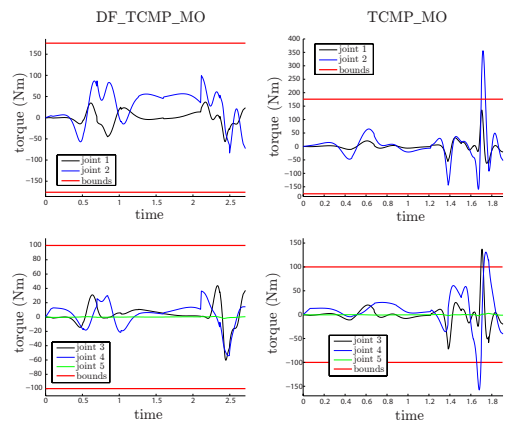 DF_TCMP_MO
TCMP_MO
torque (Nm)
150
100
50
0
−50
−100
−150
joint 1
joint 2
bounds
0 0.5 1 1.5 2 2.5
time
torque (Nm)
400
350
300
250
200
150
100
50
0
−50
−100
−150
joint 1
joint 2
bounds
0 0.2 0.4 0.6 0.8 1 1.2 1.4 1.6 1.8
time
torque (Nm)
100
80
60
40
20
0
−20
−40
−60
−80
−100
joint 3
joint 4
joint 5
bounds
0 0.5 1 1.5 2 2.5
time
torque (Nm)
150
100
50
0
−50
−100
−150
joint 3
joint 4
joint 5
bounds
0 0.2 0.4 0.6 0.8 1 1.2 1.4 1.6 1.8
time